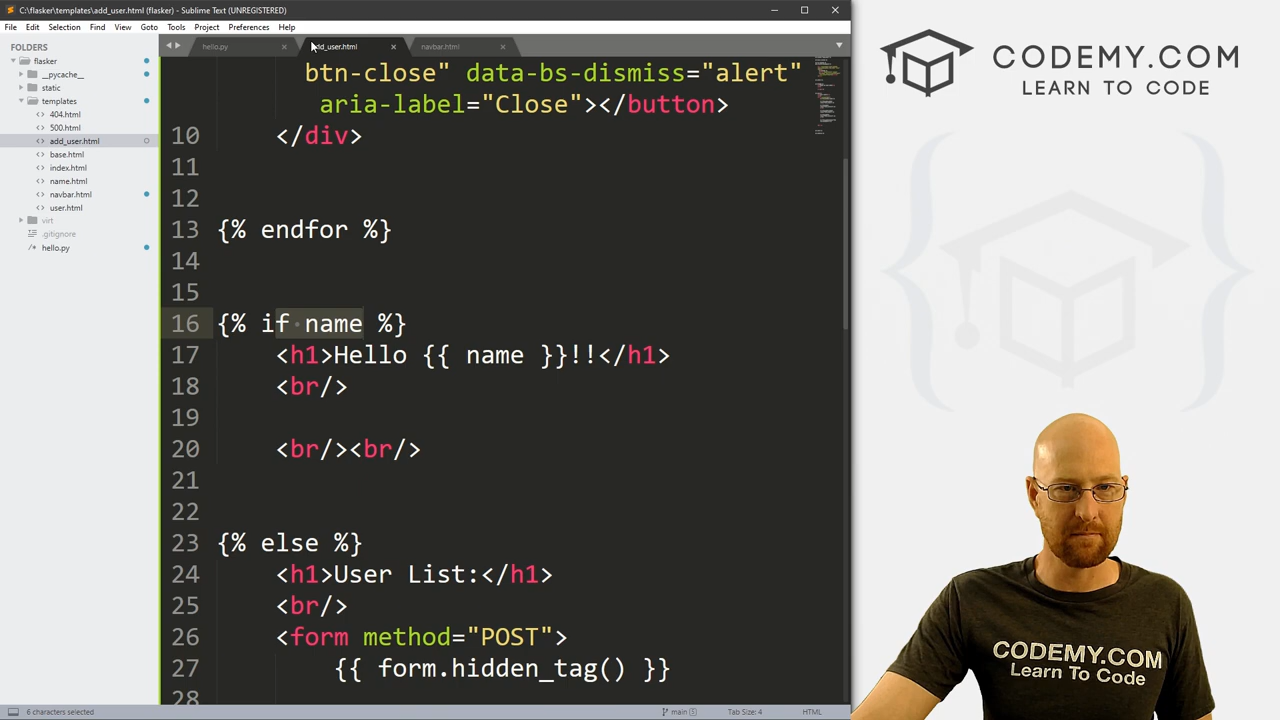 C:\flasker\templates\add_user.html (flasker) - Sublime Text (UNREGISTERED)
File Edit Selection Find View Goto Tools Project Preferences Help
FOLDERS
flasker
__pycache__
static
templates
404.html
500.html
add_user.html
base.html
index.html
name.html
navbar.html
user.html
virt
.gitignore
hello.py
hello.py add_user.html navbar.html
btn-close" data-bs-dismiss="alert"
aria-label="Close"></button>
10 </div>
11
12
13 {% endfor %}
14
15
16 {% if name %}
17 <h1>Hello {{ name }}!!</h1>
18 <br/>
19
20 <br/><br/>
21
22
23 {% else %}
24 <h1>User List:</h1>
25 <br/>
26 <form method="POST">
27 {{ form.hidden_tag() }}
28
6 characters selected main 5 Tab Size: 4 HTML
CODEMY.COM
LEARN TO CODE
CODEMY.COM
Learn To Code